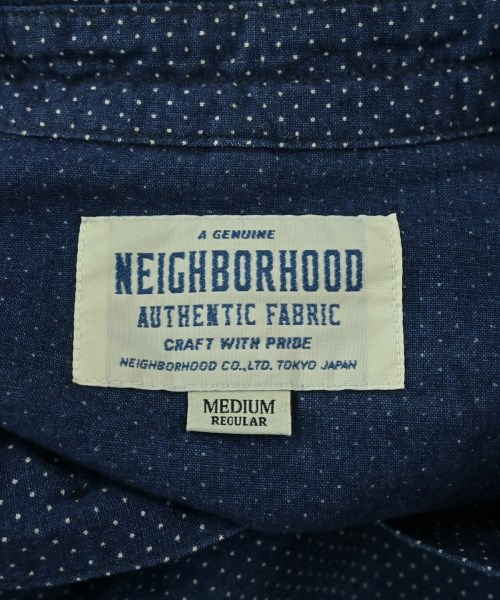 A GENUINE
NEIGHBORHOOD
AUTHENTIC FABRIC
CRAFT WITH PRIDE
NEIGHBORHOOD CO.,LTD. TOKYO JAPAN
MEDIUM
REGULAR